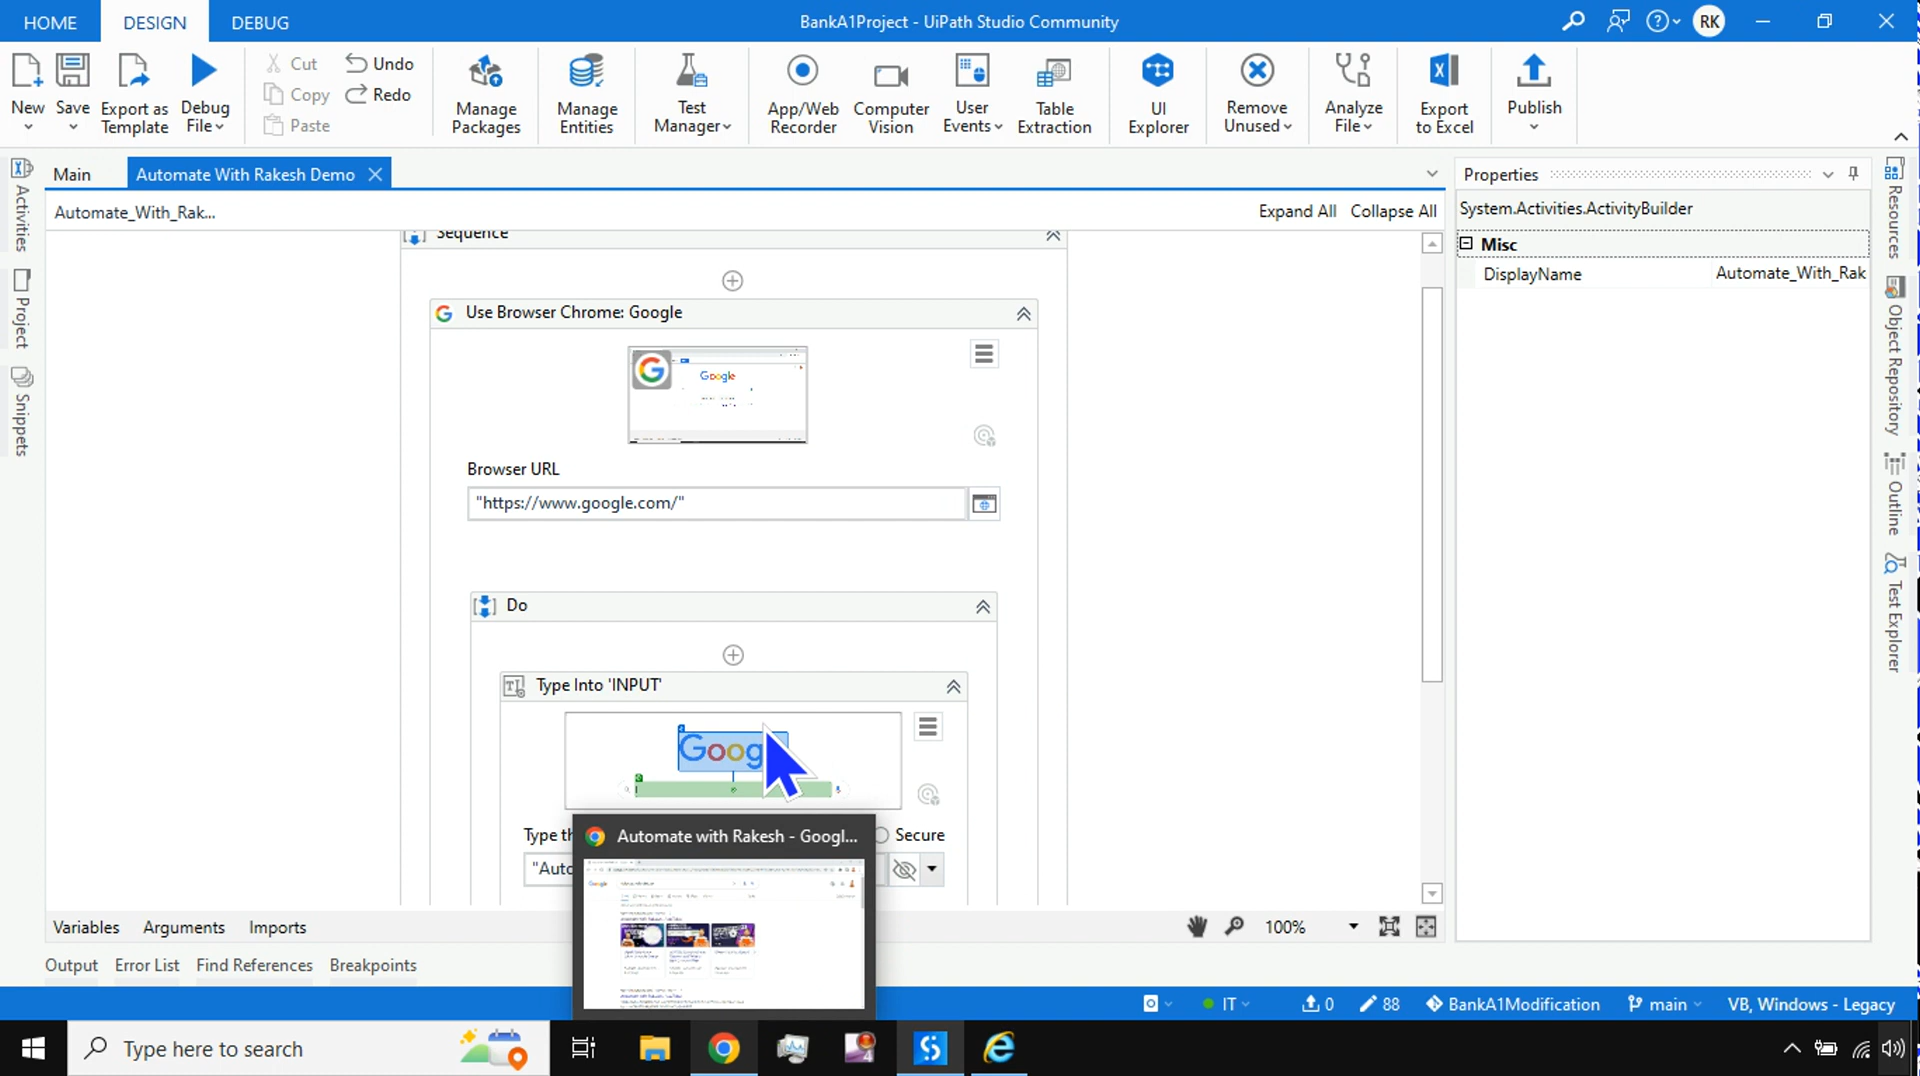 HOME
DESIGN
DEBUG
BankA1Project - UiPath Studio Community
RK
New
Save
Export as
Template
Debug
File
Cut
Copy
Paste
Undo
Redo
Manage
Packages
Manage
Entities
Test
Manager
App/Web
Recorder
Computer
Vision
User
Events
Table
Extraction
UI
Explorer
Remove
Unused
Analyze
File
Export
to Excel
Publish
Main
Automate With Rakesh Demo
Automate_With_Rak...
Expand All
Collapse All
Activities
Project
Snippets
Sequence
Use Browser Chrome: Google
Google
Browser URL
"https://www.google.com/"
Do
Type Into 'INPUT'
Goog
Type th
Secure
"Auto
Automate with Rakesh - Googl...
Properties
System.Activities.ActivityBuilder
Misc
DisplayName
Automate_With_Rak
Resources
Object Repository
Outline
Test Explorer
Variables
Arguments
Imports
100%
Output
Error List
Find References
Breakpoints
IT
0
88
BankA1Modification
main
VB, Windows - Legacy
Type here to search
4